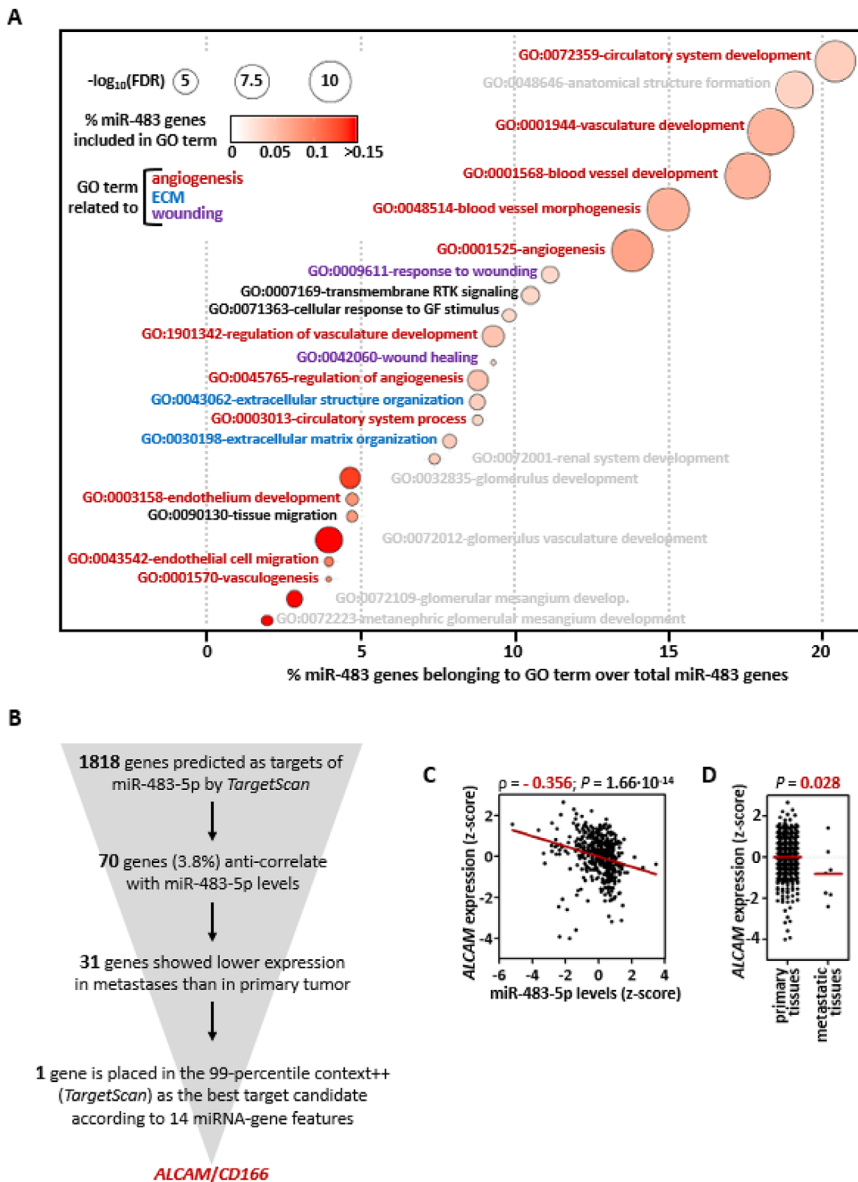 A
GO:0072359-circulatory system development
-log10(FDR) 5 7.5 10
GO:0048646-anatomical structure formation
% miR-483 genes
included in GO term
0 0.05 0.1 >0.15
GO:0001944-vasculature development
GO term
related to
angiogenesis
ECM
wounding
GO:0001568-blood vessel development
GO:0048514-blood vessel morphogenesis
GO:0001525-angiogenesis
GO:0009611-response to wounding
GO:0007169-transmembrane RTK signaling
GO:0071363-cellular response to GF stimulus
GO:1901342-regulation of vasculature development
GO:0042060-wound healing
GO:0045765-regulation of angiogenesis
GO:0043062-extracellular structure organization
GO:0003013-circulatory system process
GO:0030198-extracellular matrix organization
GO:0072001-renal system development
GO:0032835-glomerulus development
GO:0003158-endothelium development
GO:0090130-tissue migration
GO:0072012-glomerulus vasculature development
GO:0043542-endothelial cell migration
GO:0001570-vasculogenesis
GO:0072109-glomerular mesangium develop.
GO:0072223-metanephric glomerular mesangium development
0 5 10 15 20
% miR-483 genes belonging to GO term over total miR-483 genes
B
1818 genes predicted as targets of
miR-483-5p by TargetScan
70 genes (3.8%) anti-correlate
with miR-483-5p levels
31 genes showed lower expression
in metastases than in primary tumor
1 gene is placed in the 99-percentile context++
(TargetScan) as the best target candidate
according to 14 miRNA-gene features
ALCAM/CD166
C
ρ = - 0.356; P = 1.66·10-14
ALCAM expression (z-score)
2
0
-2
-4
-6 -4 -2 0 2 4
miR-483-5p levels (z-score)
D
P = 0.028
ALCAM expression (z-score)
2
0
-2
-4
primary
tissues
metastatic
tissues